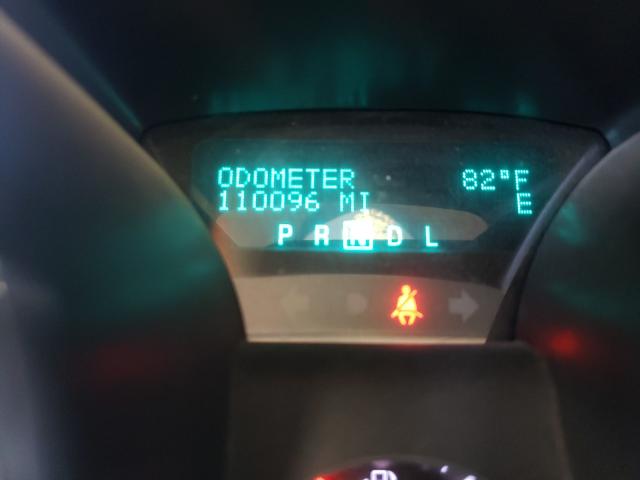 ODOMETER 82°F
110096 MI E
P R N D L